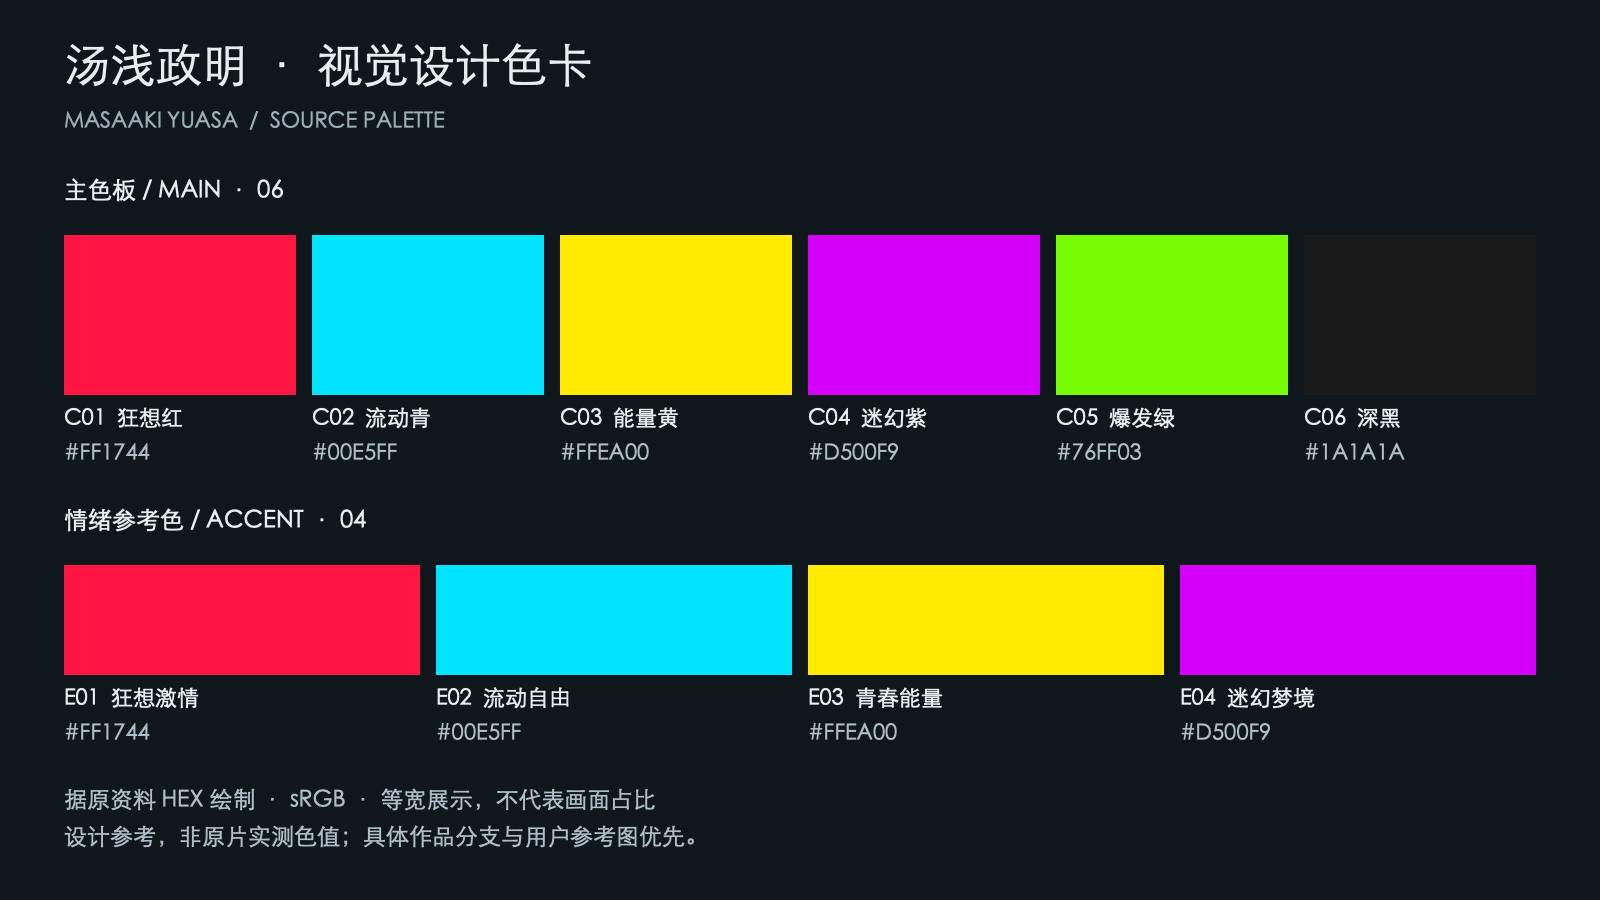 汤浅政明 · 视觉设计色卡
MASAAKI YUASA / SOURCE PALETTE
主色板 / MAIN · 06
C01 狂想红
#FF1744
C02 流动青
#00E5FF
C03 能量黄
#FFEA00
C04 迷幻紫
#D500F9
C05 爆发绿
#76FF03
C06 深黑
#1A1A1A
情绪参考色 / ACCENT · 04
E01 狂想激情
#FF1744
E02 流动自由
#00E5FF
E03 青春能量
#FFEA00
E04 迷幻梦境
#D500F9
据原资料 HEX 绘制 · sRGB · 等宽展示，不代表画面占比
设计参考，非原片实测色值；具体作品分支与用户参考图优先。